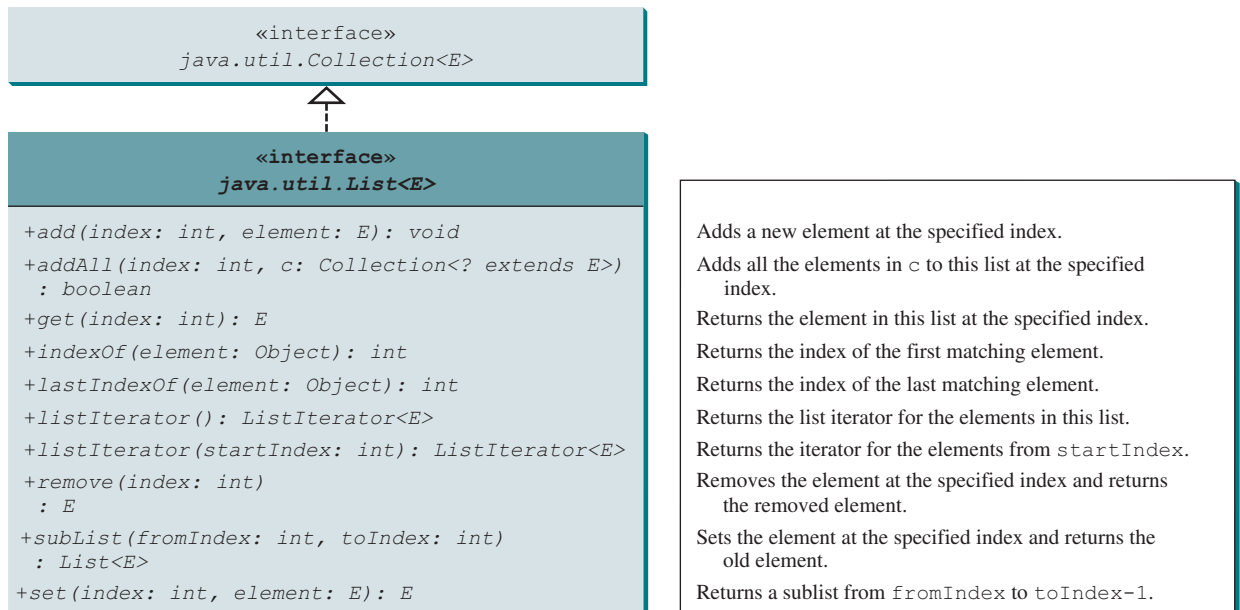 «interface»
java.util.Collection<E>
«interface»
java.util.List<E>
+add(index: int, element: E): void
+addAll(index: int, c: Collection<? extends E>)
: boolean
+get(index: int): E
+indexOf(element: Object): int
+lastIndexOf(element: Object): int
+listIterator(): ListIterator<E>
+listIterator(startIndex: int): ListIterator<E>
+remove(index: int)
: E
+subList(fromIndex: int, toIndex: int)
: List<E>
+set(index: int, element: E): E
Adds a new element at the specified index.
Adds all the elements in c to this list at the specified
index.
Returns the element in this list at the specified index.
Returns the index of the first matching element.
Returns the index of the last matching element.
Returns the list iterator for the elements in this list.
Returns the iterator for the elements from startIndex.
Removes the element at the specified index and returns
the removed element.
Sets the element at the specified index and returns the
old element.
Returns a sublist from fromIndex to toIndex-1.